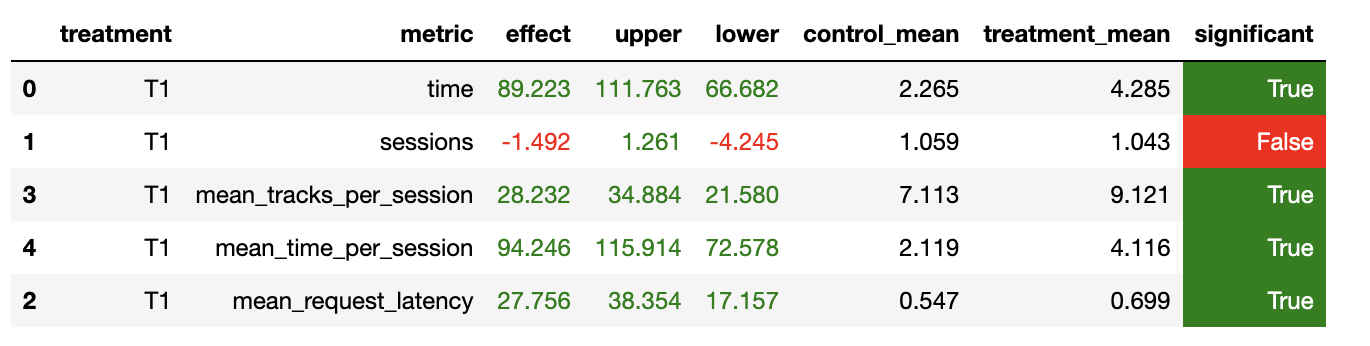 treatment metric effect upper lower control_mean treatment_mean significant
0 T1 time 89.223 111.763 66.682 2.265 4.285 True
1 T1 sessions -1.492 1.261 -4.245 1.059 1.043 False
3 T1 mean_tracks_per_session 28.232 34.884 21.580 7.113 9.121 True
4 T1 mean_time_per_session 94.246 115.914 72.578 2.119 4.116 True
2 T1 mean_request_latency 27.756 38.354 17.157 0.547 0.699 True